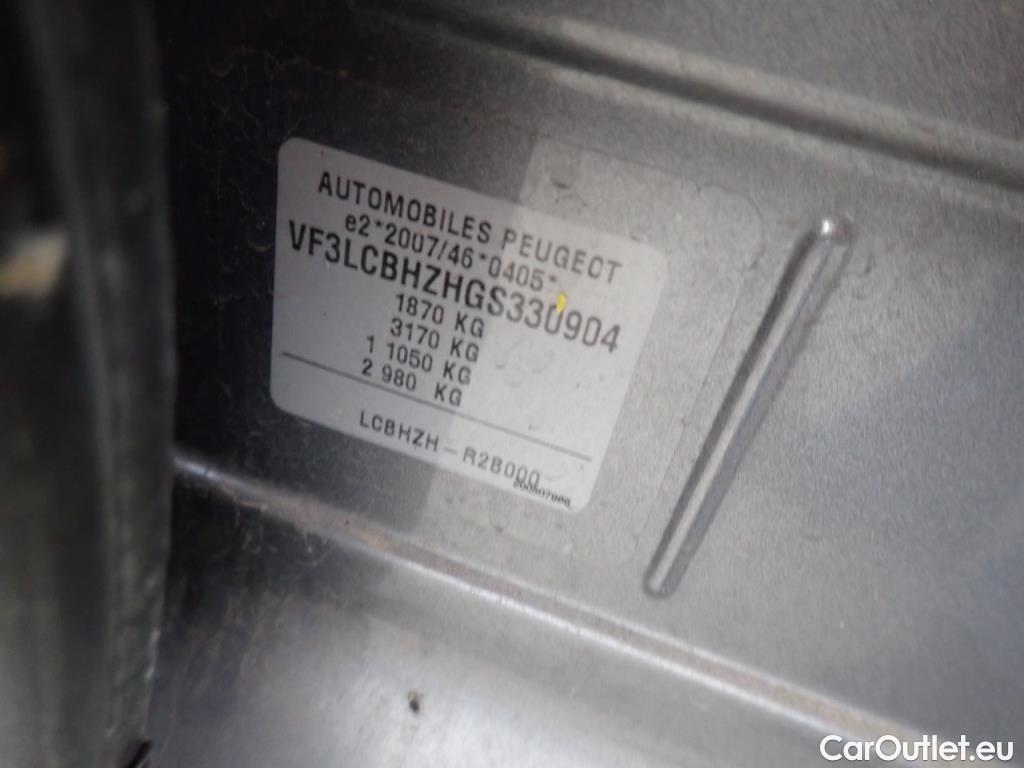 AUTOMOBILES PEUGEOT
e2*2007/46*0405*
VF3LCBHZHGS330904
1870 KG
3170 KG
1 1050 KG
2 980 KG
LCBHZH - R2B000
CarOutlet.eu